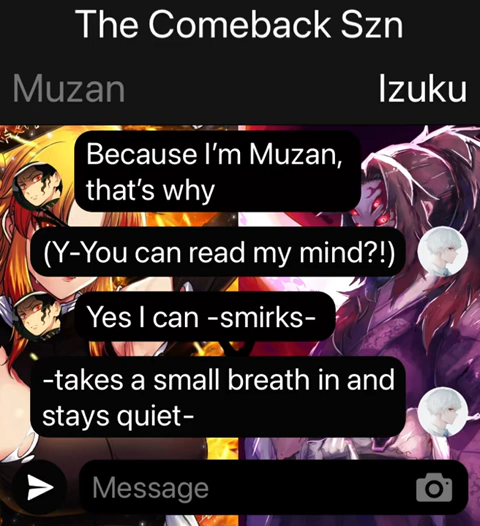 The Comeback Szn
Muzan
Izuku
Because I’m Muzan,
that’s why
(Y-You can read my mind?!)
Yes I can -smirks-
-takes a small breath in and
stays quiet-
Message